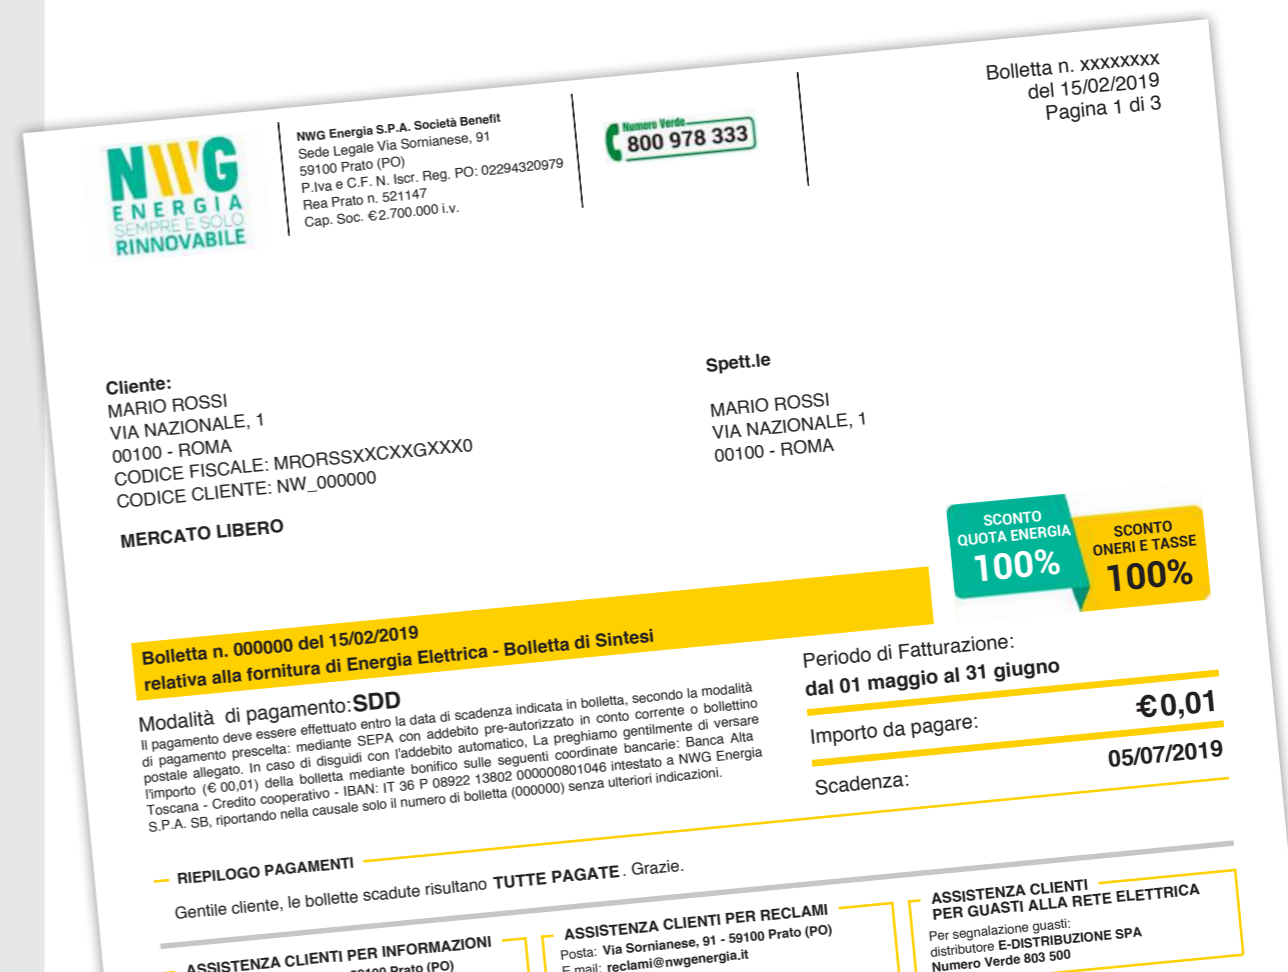 NWG
ENERGIA
SEMPRE E SOLO
RINNOVABILE
NWG Energia S.P.A. Società Benefit
Sede Legale Via Sornianese, 91
59100 Prato (PO)
P.Iva e C.F. N. Iscr. Reg. PO: 02294320979
Rea Prato n. 521147
Cap. Soc. € 2.700.000 i.v.
Numero Verde
800 978 333
Bolletta n. xxxxxxxx
del 15/02/2019
Pagina 1 di 3
Cliente:
MARIO ROSSI
VIA NAZIONALE, 1
00100 - ROMA
CODICE FISCALE: MRORSSXXCXXGXXX0
CODICE CLIENTE: NW_000000
MERCATO LIBERO
Spett.le
MARIO ROSSI
VIA NAZIONALE, 1
00100 - ROMA
SCONTO
QUOTA ENERGIA
100%
SCONTO
ONERI E TASSE
100%
Bolletta n. 000000 del 15/02/2019
relativa alla fornitura di Energia Elettrica - Bolletta di Sintesi
Modalità di pagamento: SDD
Il pagamento deve essere effettuato entro la data di scadenza indicata in bolletta, secondo la modalità
di pagamento prescelta: mediante SEPA con addebito pre-autorizzato in conto corrente o bollettino
postale allegato. In caso di disguidi con l'addebito automatico, La preghiamo gentilmente di versare
l'importo (€ 00,01) della bolletta mediante bonifico sulle seguenti coordinate bancarie: Banca Alta
Toscana - Credito cooperativo - IBAN: IT 36 P 08922 13802 000000801046 intestato a NWG Energia
S.P.A. SB, riportando nella causale solo il numero di bolletta (000000) senza ulteriori indicazioni.
Periodo di Fatturazione:
dal 01 maggio al 31 giugno
Importo da pagare: € 0,01
Scadenza: 05/07/2019
RIEPILOGO PAGAMENTI
Gentile cliente, le bollette scadute risultano TUTTE PAGATE. Grazie.
ASSISTENZA CLIENTI PER INFORMAZIONI
59100 Prato (PO)
ASSISTENZA CLIENTI PER RECLAMI
Posta: Via Sornianese, 91 - 59100 Prato (PO)
E mail: reclami@nwgenergia.it
ASSISTENZA CLIENTI
PER GUASTI ALLA RETE ELETTRICA
Per segnalazione guasti:
distributore E-DISTRIBUZIONE SPA
Numero Verde 803 500